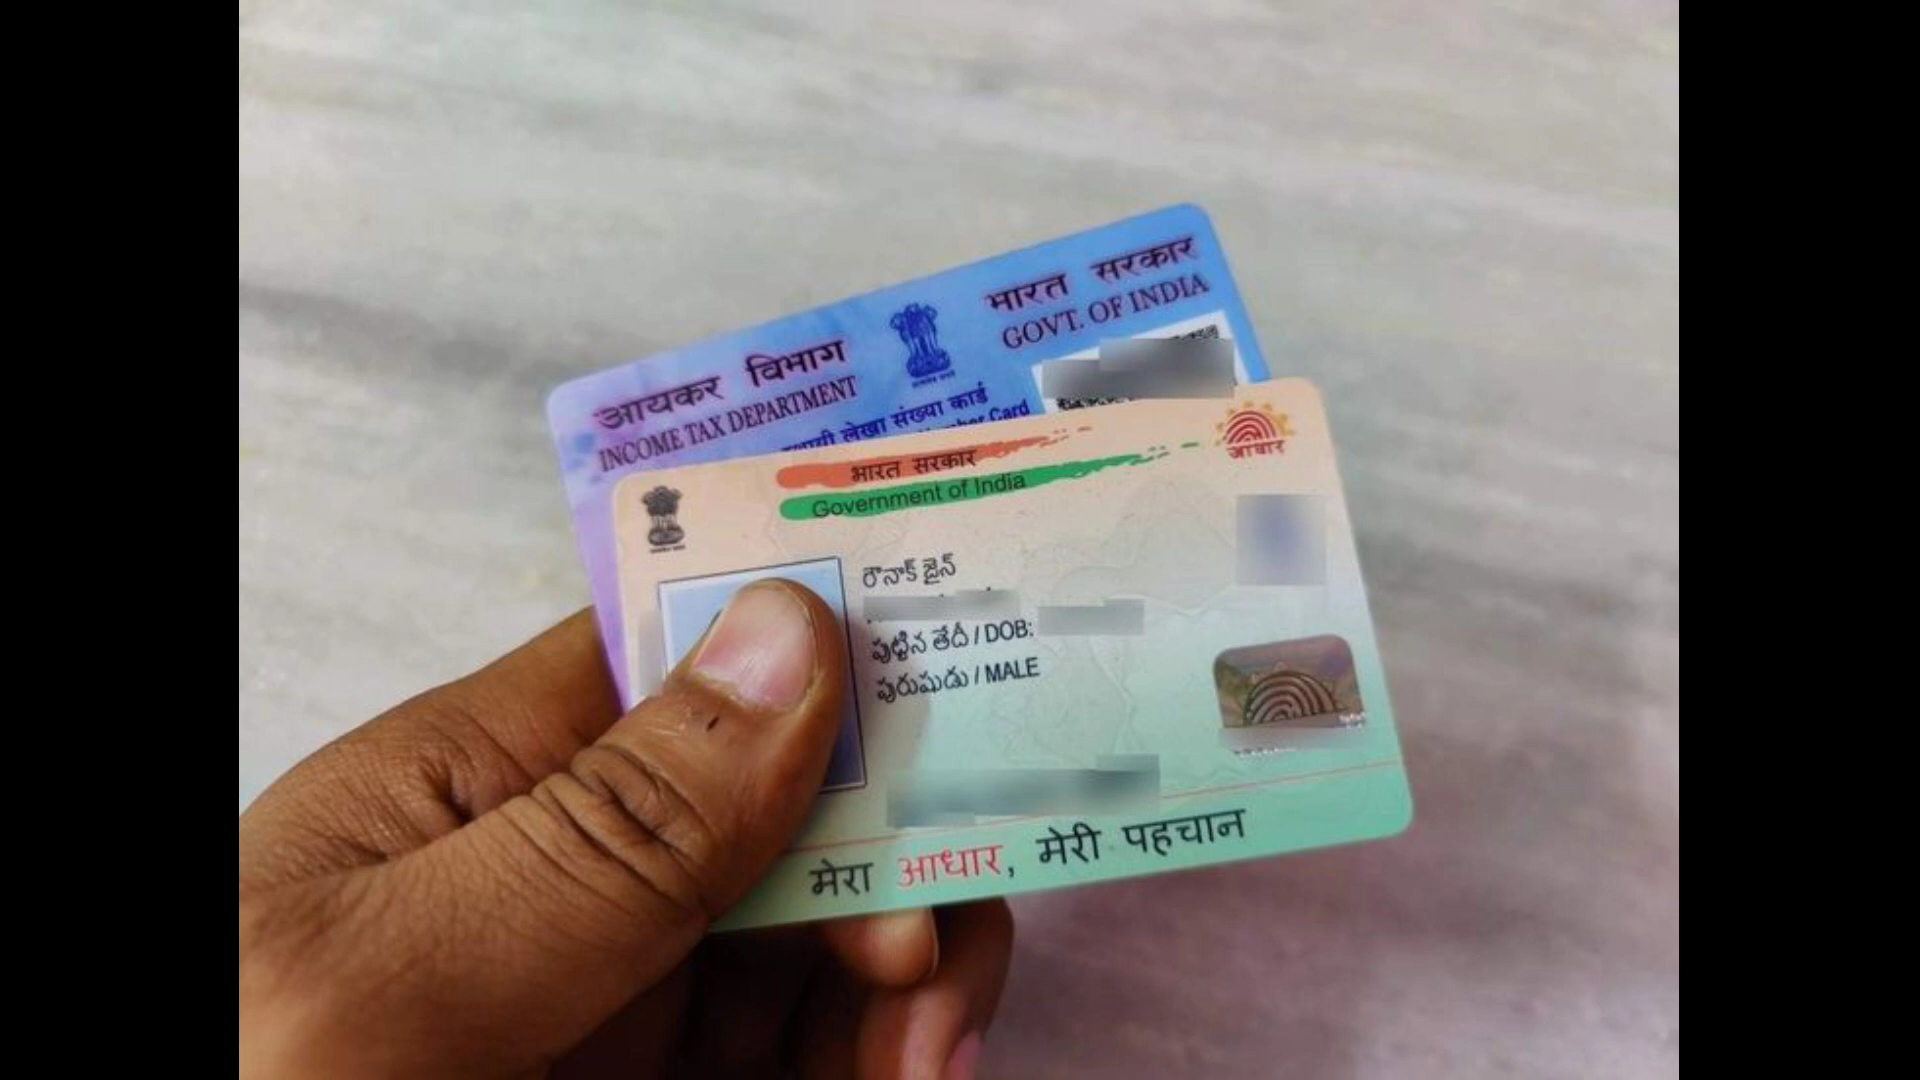 आयकर विभाग
INCOME TAX DEPARTMENT
भारत सरकार
GOVT. OF INDIA
लेखा संख्या कार्ड
Card
भारत सरकार
Government of India
आधार
రౌనాక్ జైన్
పుట్టిన తేదీ / DOB:
పురుషుడు / MALE
मेरा आधार, मेरी पहचान